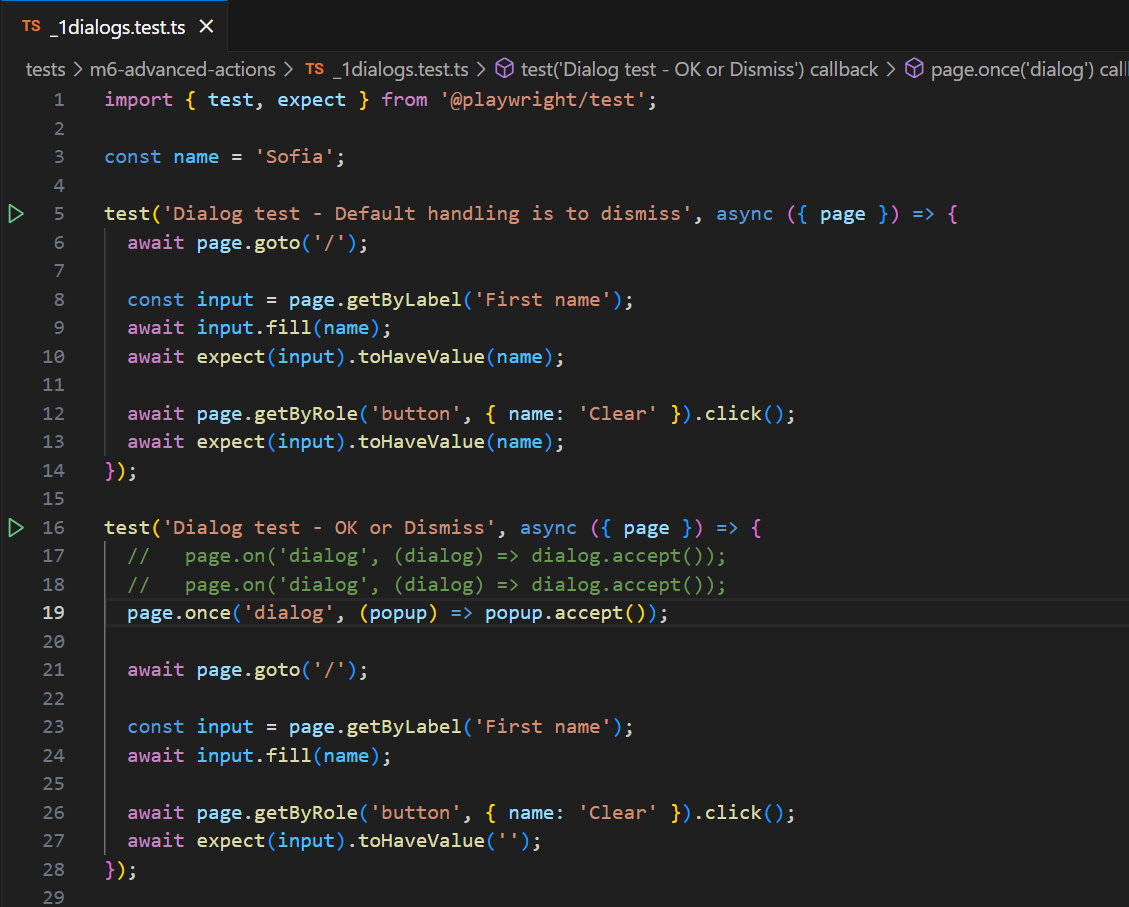 TS _1dialogs.test.ts ×
tests > m6-advanced-actions > TS _1dialogs.test.ts > test('Dialog test - OK or Dismiss') callback > page.once('dialog') call
1 import { test, expect } from '@playwright/test';
2
3 const name = 'Sofia';
4
5 test('Dialog test - Default handling is to dismiss', async ({ page }) => {
6   await page.goto('/');
7
8   const input = page.getByLabel('First name');
9   await input.fill(name);
10   await expect(input).toHaveValue(name);
11
12   await page.getByRole('button', { name: 'Clear' }).click();
13   await expect(input).toHaveValue(name);
14 });
15
16 test('Dialog test - OK or Dismiss', async ({ page }) => {
17   //   page.on('dialog', (dialog) => dialog.accept());
18   //   page.on('dialog', (dialog) => dialog.accept());
19   page.once('dialog', (popup) => popup.accept());
20
21   await page.goto('/');
22
23   const input = page.getByLabel('First name');
24   await input.fill(name);
25
26   await page.getByRole('button', { name: 'Clear' }).click();
27   await expect(input).toHaveValue('');
28 });
29